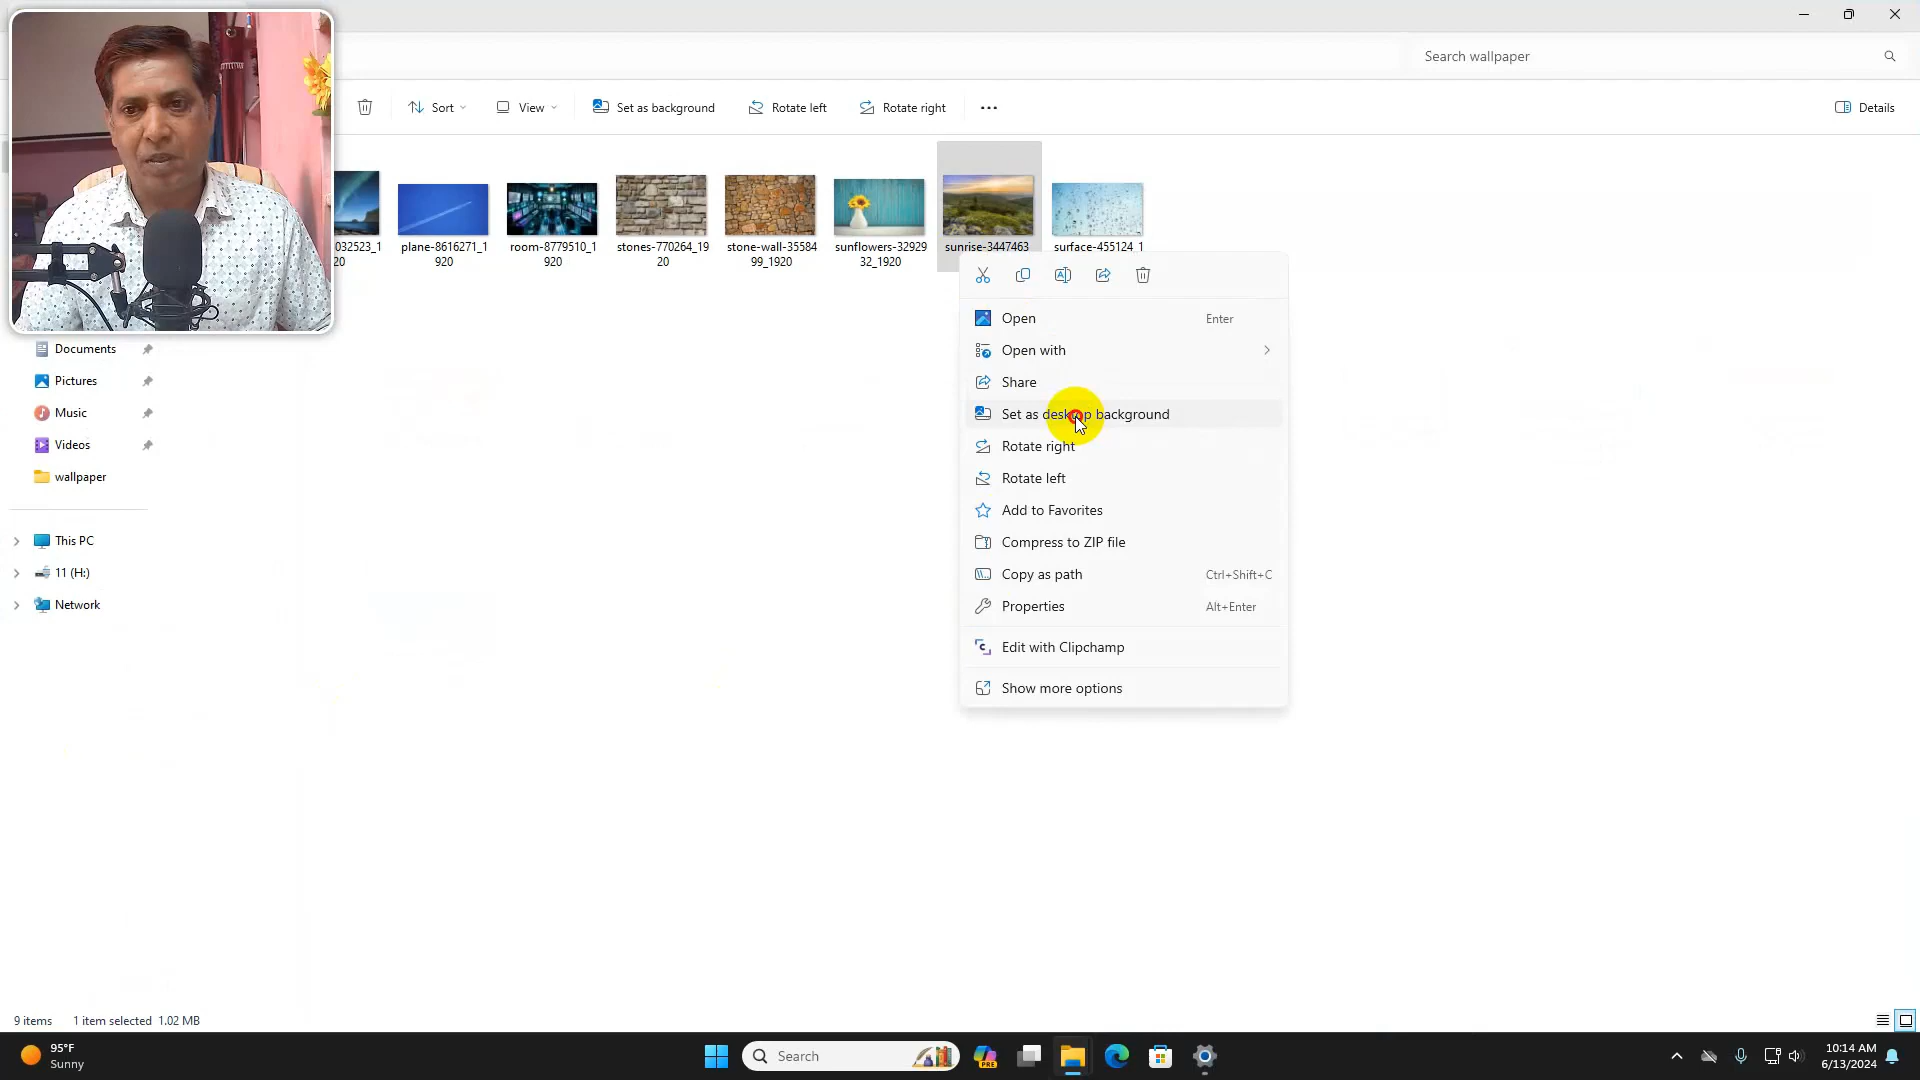 Search wallpaper
Sort
View
Set as background
Rotate left
Rotate right
Details
032523_1
20
plane-8616271_1
920
room-8779510_1
920
stones-770264_19
20
stone-wall-35584
99_1920
sunflowers-32929
32_1920
sunrise-3447463
surface-455124_1
Open Enter
Open with
Share
Set as desktop background
Rotate right
Rotate left
Add to Favorites
Compress to ZIP file
Copy as path Ctrl+Shift+C
Properties Alt+Enter
Edit with Clipchamp
Show more options
Documents
Pictures
Music
Videos
wallpaper
This PC
11 (H:)
Network
9 items 1 item selected 1.02 MB
95°F
Sunny
Search
PRE
10:14 AM
6/13/2024